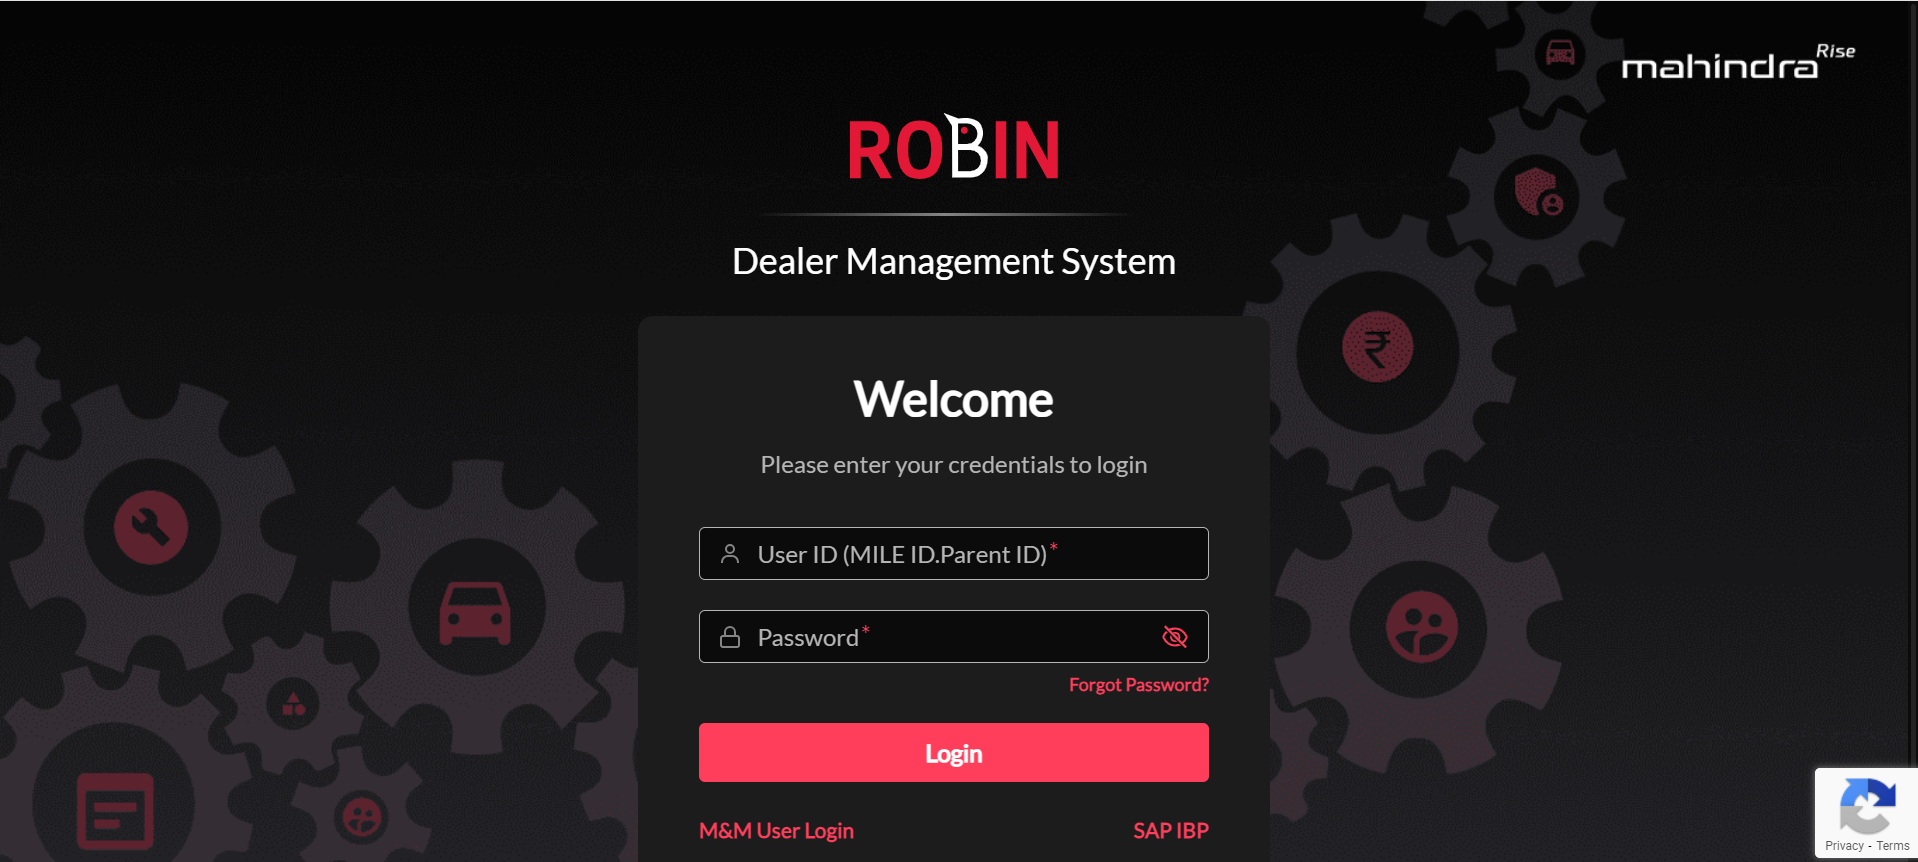 mahindra Rise
ROBIN
Dealer Management System
Welcome
Please enter your credentials to login
User ID (MILE ID.Parent ID)*
Password*
Forgot Password?
Login
M&M User Login
SAP IBP
Privacy - Terms